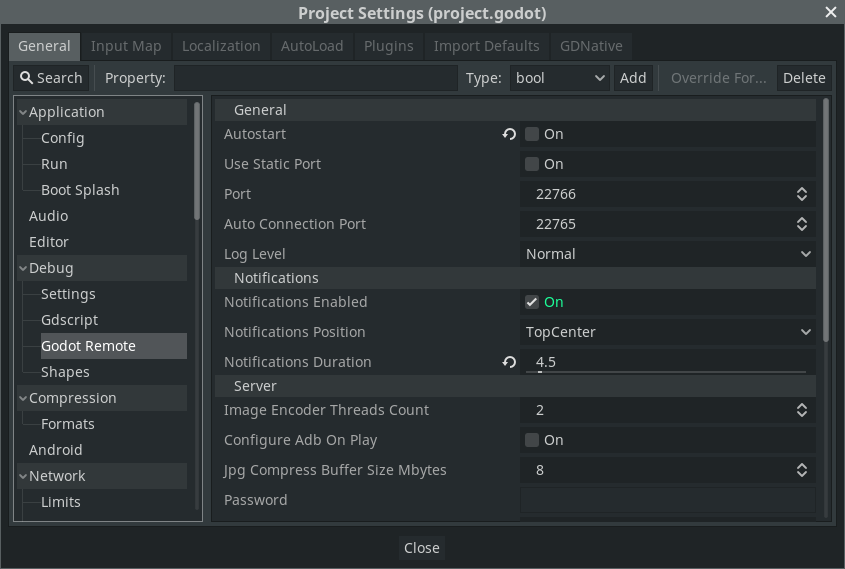 Project Settings (project.godot)
General Input Map Localization AutoLoad Plugins Import Defaults GDNative
Search Property: Type: bool Add Override For... Delete
Application
Config
Run
Boot Splash
Audio
Editor
Debug
Settings
Gdscript
Godot Remote
Shapes
Compression
Formats
Android
Network
Limits
General
Autostart On
Use Static Port On
Port 22766
Auto Connection Port 22765
Log Level Normal
Notifications
Notifications Enabled On
Notifications Position TopCenter
Notifications Duration 4.5
Server
Image Encoder Threads Count 2
Configure Adb On Play On
Jpg Compress Buffer Size Mbytes 8
Password
Close